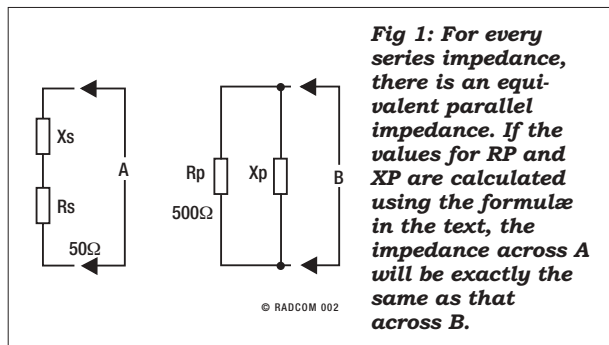 Xs
Rs
50Ω
A
Rp
500Ω
Xp
B
© RADCOM 002
Fig 1: For every
series impedance,
there is an equi-
valent parallel
impedance. If the
values for RP and
XP are calculated
using the formulæ
in the text, the
impedance across A
will be exactly the
same as that
across B.